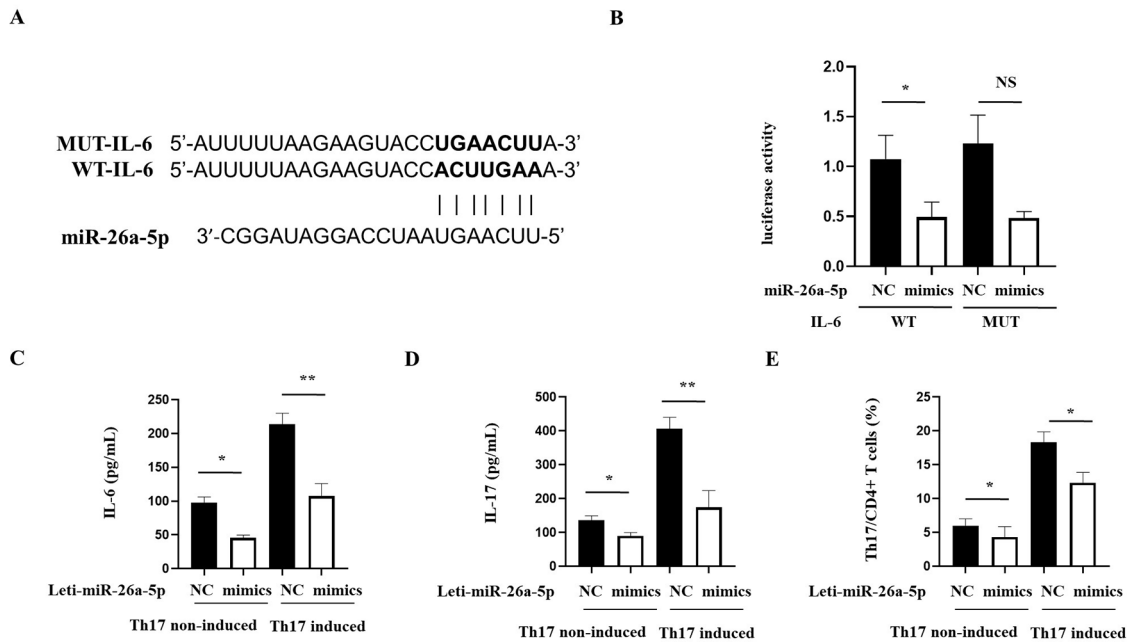 A
MUT-IL-6 5’-AUUUUUAAGAAGUACCUGAACUUA-3’
WT-IL-6 5’-AUUUUUAAGAAGUACCACUUGAAA-3’
miR-26a-5p 3’-CGGAUAGGACCUAAUGAACUU-5’
B
luciferase activity
2.0
1.5
1.0
0.5
0.0
*
NS
miR-26a-5p NC mimics NC mimics
IL-6 WT MUT
C
IL-6 (pg/mL)
250
200
150
100
50
0
*
**
Leti-miR-26a-5p NC mimics NC mimics
Th17 non-induced Th17 induced
D
IL-17 (pg/mL)
500
400
300
200
100
0
*
**
Leti-miR-26a-5p NC mimics NC mimics
Th17 non-induced Th17 induced
E
Th17/CD4+ T cells (%)
25
20
15
10
5
0
*
*
Leti-miR-26a-5p NC mimics NC mimics
Th17 non-induced Th17 induced